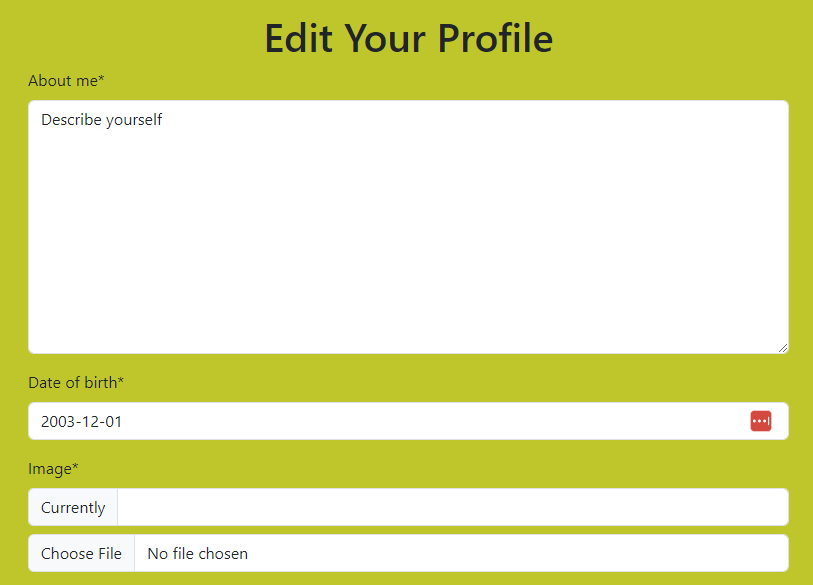 Edit Your Profile
About me*
Describe yourself
Date of birth*
2003-12-01
Image*
Currently
Choose File No file chosen